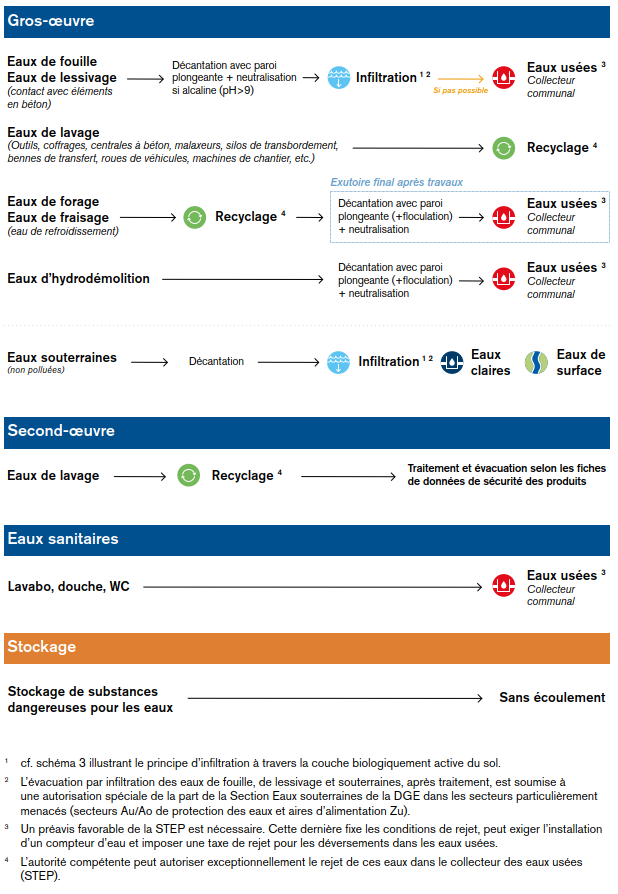 Gros-œuvre
Eaux de fouille
Eaux de lessivage
(contact avec éléments
en béton)
Décantation avec paroi
plongeante + neutralisation
si alcaline (pH>9)
Infiltration ¹ ²
Si pas possible
Eaux usées ³
Collecteur
communal
Eaux de lavage
(Outils, coffrages, centrales à béton, malaxeurs, silos de transbordement,
bennes de transfert, roues de véhicules, machines de chantier, etc.)
Recyclage ⁴
Eaux de forage
Eaux de fraisage
(eau de refroidissement)
Recyclage ⁴
Exutoire final après travaux
Décantation avec paroi
plongeante (+floculation)
+ neutralisation
Eaux usées ³
Collecteur
communal
Eaux d’hydrodémolition
Décantation avec paroi
plongeante (+floculation)
+ neutralisation
Eaux usées ³
Collecteur
communal
Eaux souterraines
(non polluées)
Décantation
Infiltration ¹ ²
Eaux
claires
Eaux de
surface
Second-œuvre
Eaux de lavage
Recyclage ⁴
Traitement et évacuation selon les fiches
de données de sécurité des produits
Eaux sanitaires
Lavabo, douche, WC
Eaux usées ³
Collecteur
communal
Stockage
Stockage de substances
dangereuses pour les eaux
Sans écoulement
¹ cf. schéma 3 illustrant le principe d’infiltration à travers la couche biologiquement active du sol.
² L’évacuation par infiltration des eaux de fouille, de lessivage et souterraines, après traitement, est soumise à
une autorisation spéciale de la part de la Section Eaux souterraines de la DGE dans les secteurs particulièrement
menacés (secteurs Au/Ao de protection des eaux et aires d’alimentation Zu).
³ Un préavis favorable de la STEP est nécessaire. Cette dernière fixe les conditions de rejet, peut exiger l’installation
d’un compteur d’eau et imposer une taxe de rejet pour les déversements dans les eaux usées.
⁴ L’autorité compétente peut autoriser exceptionnellement le rejet de ces eaux dans le collecteur des eaux usées
(STEP).